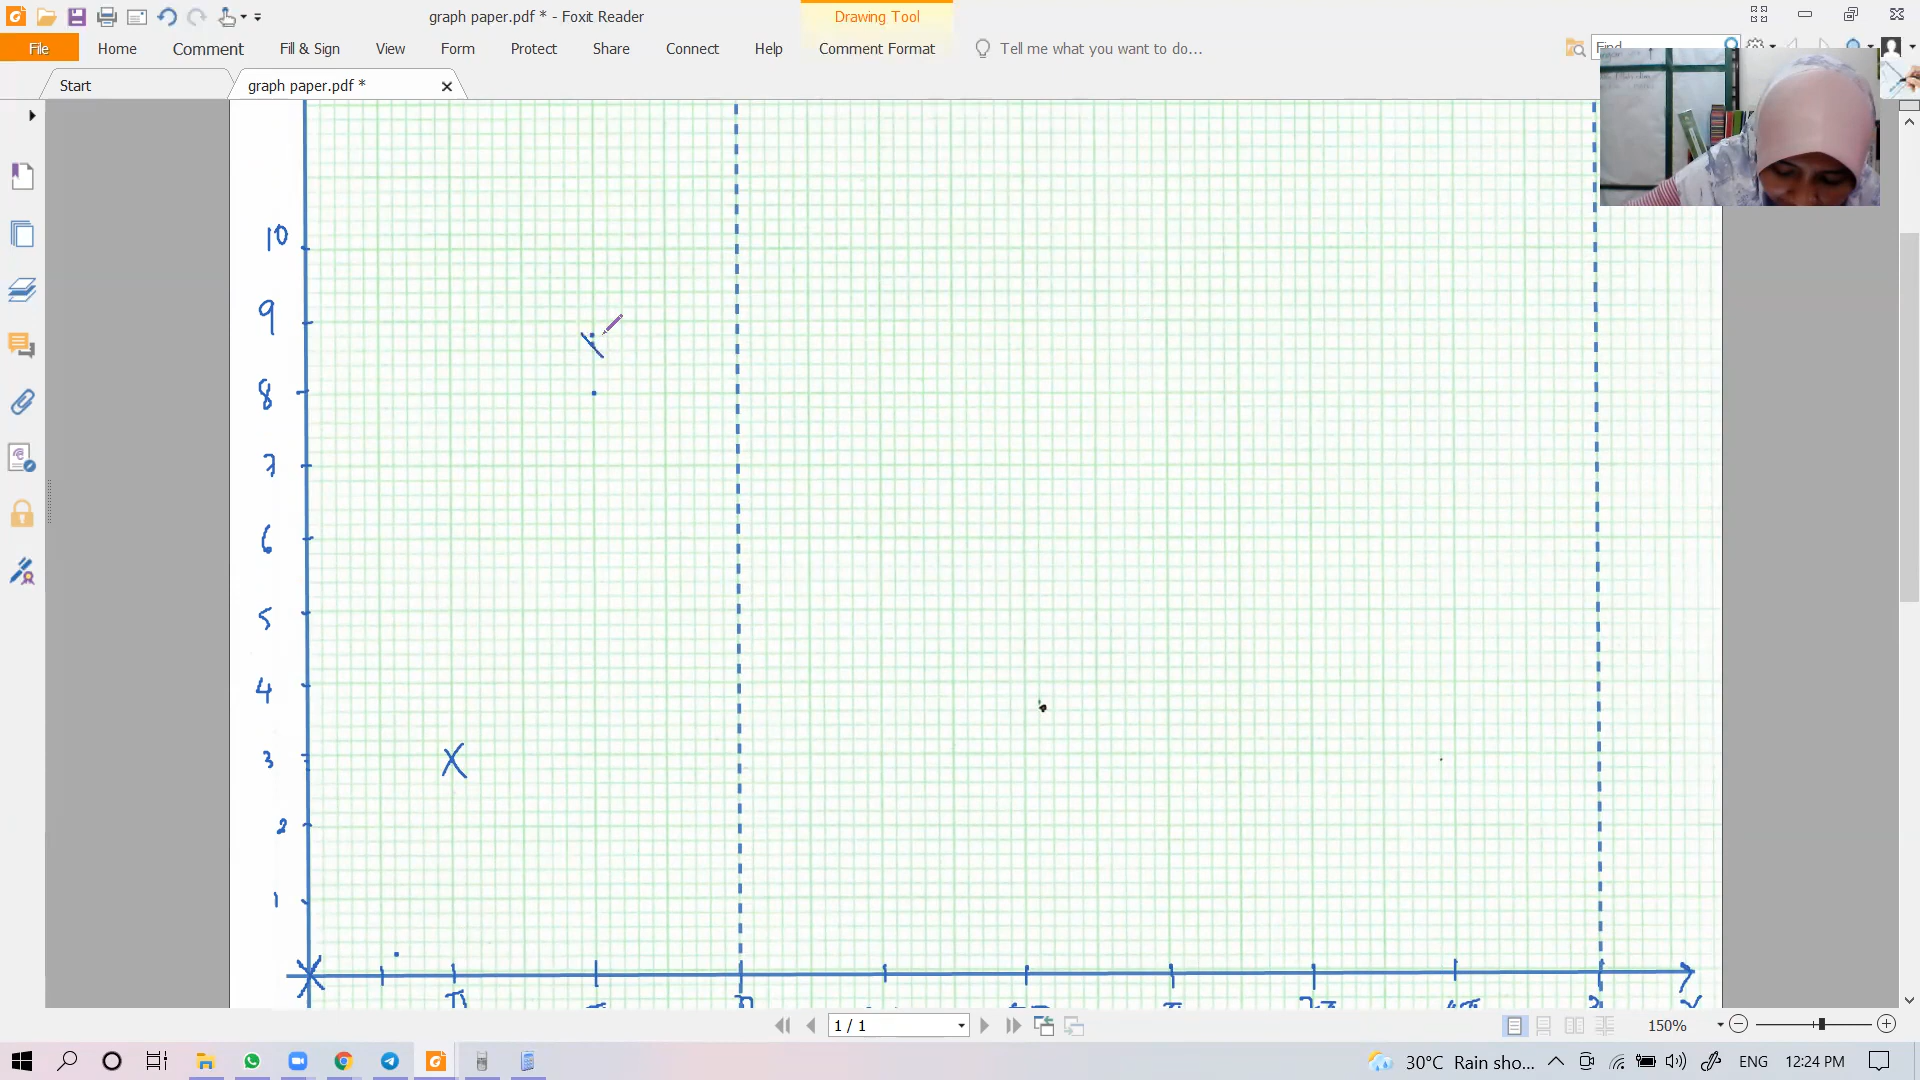 graph paper.pdf * - Foxit Reader
Drawing Tool
File Home Comment Fill & Sign View Form Protect Share Connect Help Comment Format Tell me what you want to do... Find
Start graph paper.pdf *
10
9
8
7
6
5
4
3
X
2
1
1 / 1 150%
30°C Rain sho... ENG 12:24 PM